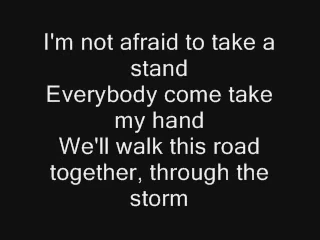 I'm not afraid to take a
stand
Everybody come take
my hand
We'll walk this road
together, through the
storm